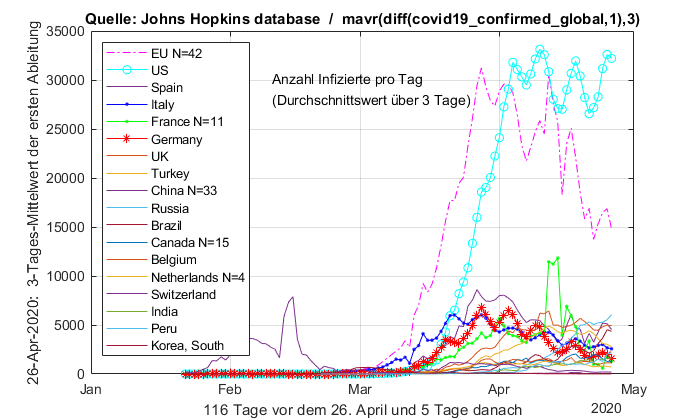 Quelle: Johns Hopkins database / mavr(diff(covid19_confirmed_global,1),3)
26-Apr-2020: 3-Tages-Mittelwert der ersten Ableitung
35000
30000
25000
20000
15000
10000
5000
0
EU N=42
US
Spain
Italy
France N=11
Germany
UK
Turkey
China N=33
Russia
Brazil
Canada N=15
Belgium
Netherlands N=4
Switzerland
India
Peru
Korea, South
Anzahl Infizierte pro Tag
(Durchschnittswert über 3 Tage)
Jan
Feb
Mar
Apr
May
116 Tage vor dem 26. April und 5 Tage danach
2020